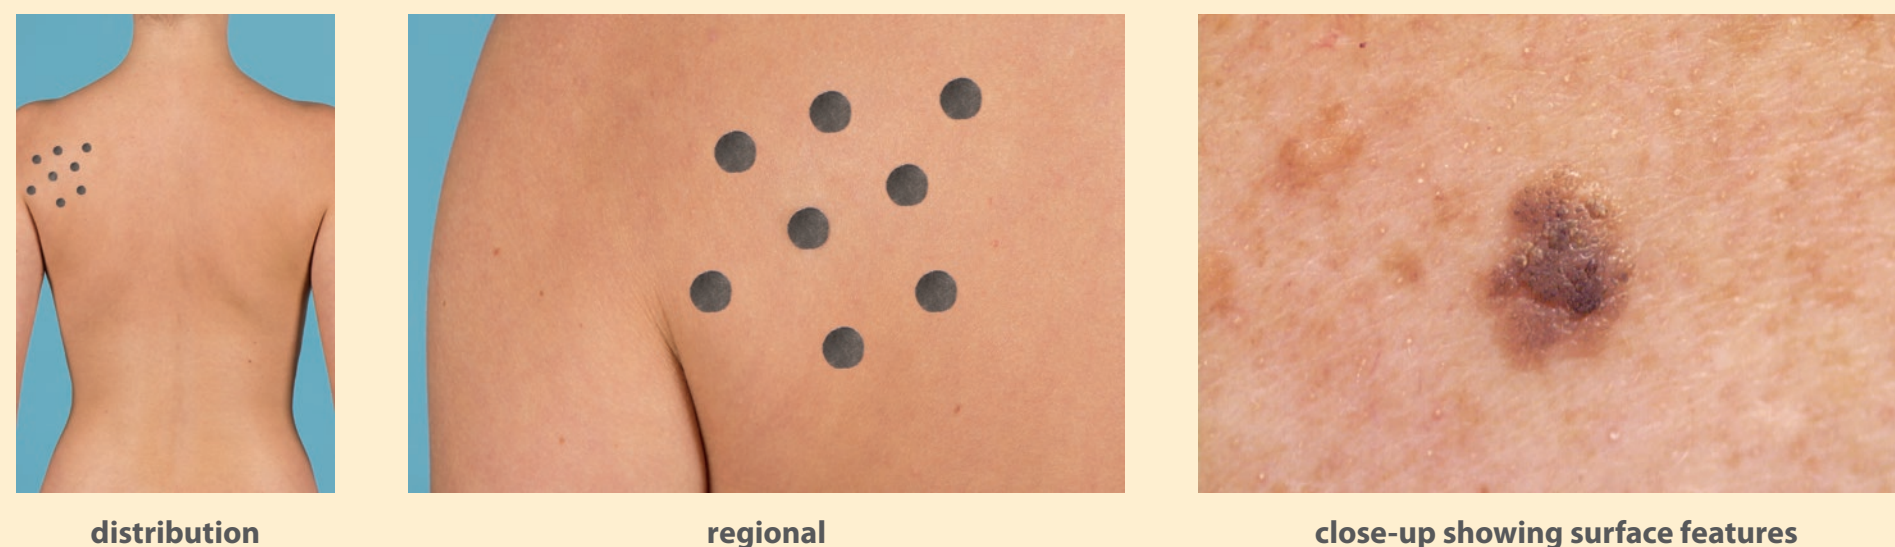 distribution
regional
close-up showing surface features